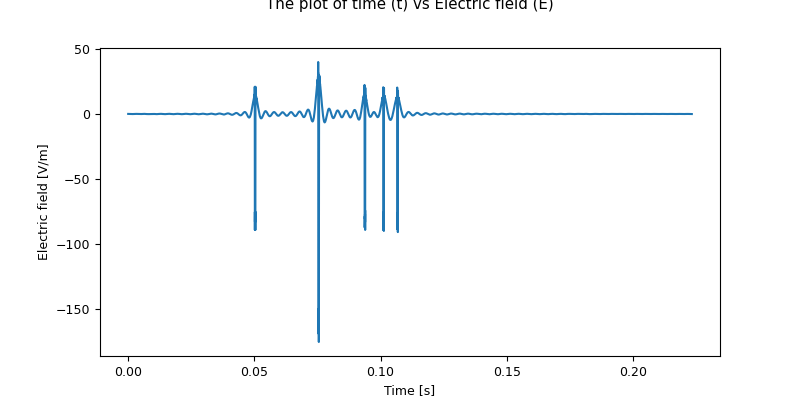 The plot of time (t) vs Electric field (E)
50
0
−50
−100
−150
Electric field [V/m]
0.00 0.05 0.10 0.15 0.20
Time [s]